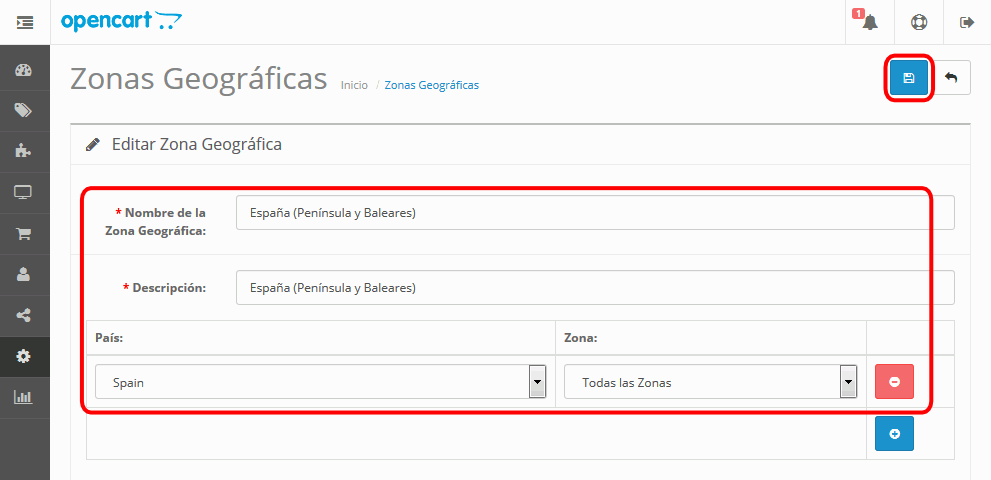 opencart
1
Zonas Geográficas Inicio / Zonas Geográficas
Editar Zona Geográfica
* Nombre de la
Zona Geográfica:
España (Península y Baleares)
* Descripción:
España (Península y Baleares)
País: Zona:
Spain Todas las Zonas